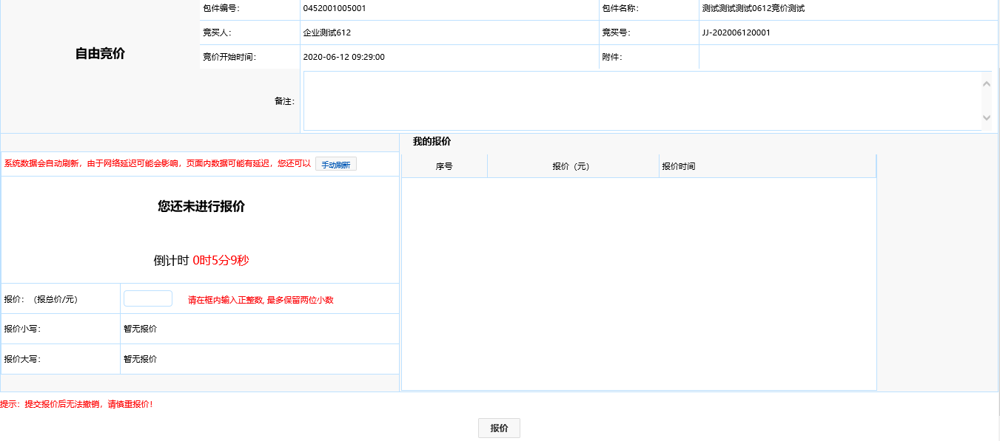 包件编号： 0452001005001 包件名称： 测试测试测试0612竞价测试
竞买人： 企业测试612 竞买号： JJ-202006120001
自由竞价
竞价开始时间： 2020-06-12 09:29:00 附件：
备注：
我的报价
系统数据会自动刷新，由于网络延迟可能会影响，页面内数据可能有延迟，您还可以 手动刷新
序号 报价（元） 报价时间
您还未进行报价
倒计时 0时5分9秒
报价：（报总价/元） 请在框内输入正整数, 最多保留两位小数
报价小写： 暂无报价
报价大写： 暂无报价
提示：提交报价后无法撤销，请慎重报价！
报价